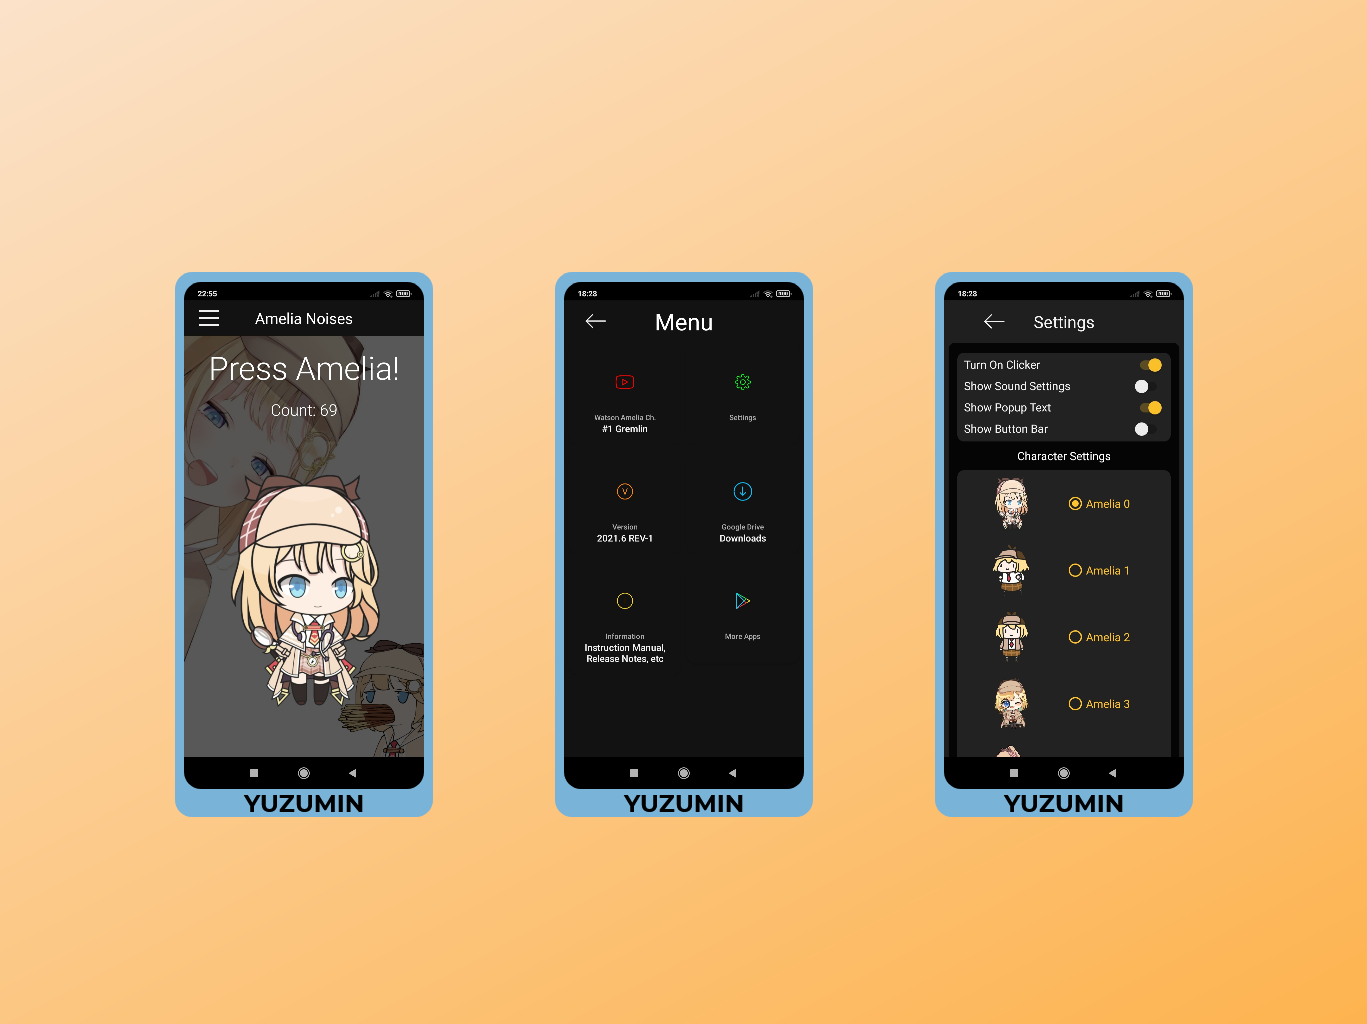 22:55
100
Amelia Noises
Press Amelia!
Count: 69
YUZUMIN
18:28
100
Menu
Watson Amelia Ch.
#1 Gremlin
Settings
V
Version
2021.6 REV-1
Google Drive
Downloads
Information
Instruction Manual,
Release Notes, etc
More Apps
YUZUMIN
18:28
100
Settings
Turn On Clicker
Show Sound Settings
Show Popup Text
Show Button Bar
Character Settings
Amelia 0
Amelia 1
Amelia 2
Amelia 3
YUZUMIN